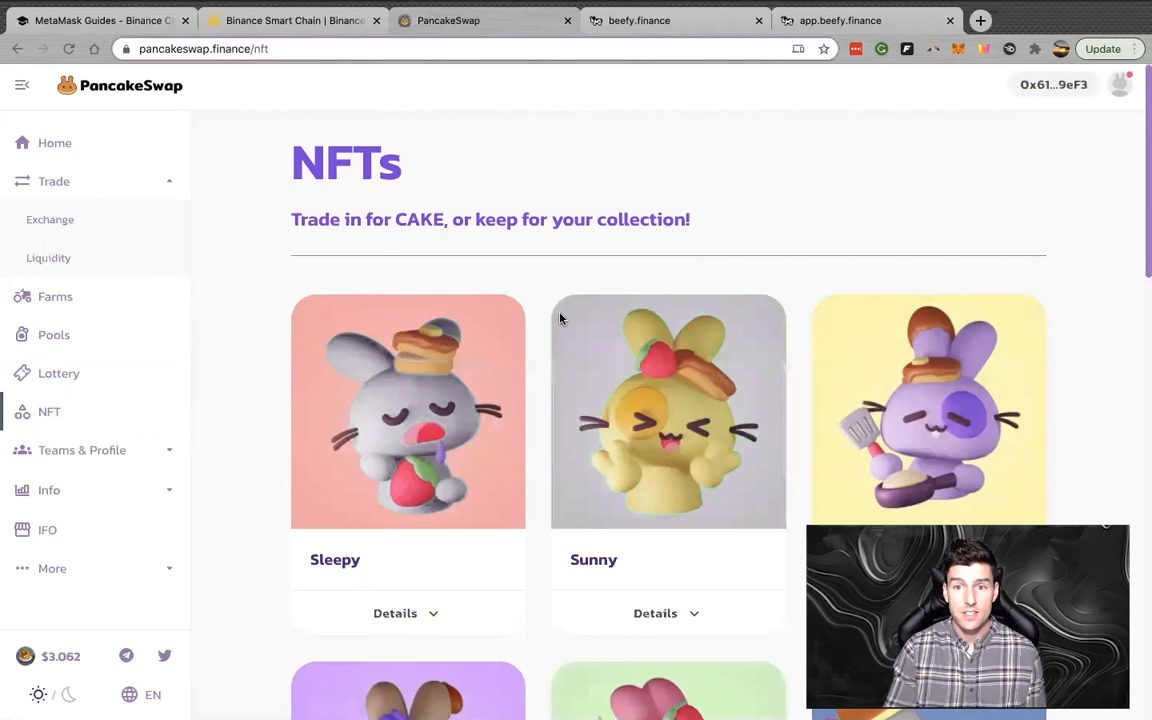 MetaMask Guides - Binance C
Binance Smart Chain | Binance
PancakeSwap
beefy.finance
app.beefy.finance
pancakeswap.finance/nft
Update
PancakeSwap
0x61...9eF3
Home
Trade
Exchange
Liquidity
Farms
Pools
Lottery
NFT
Teams & Profile
Info
IFO
More
$3.062
EN
NFTs
Trade in for CAKE, or keep for your collection!
Sleepy
Sunny
Details
Details